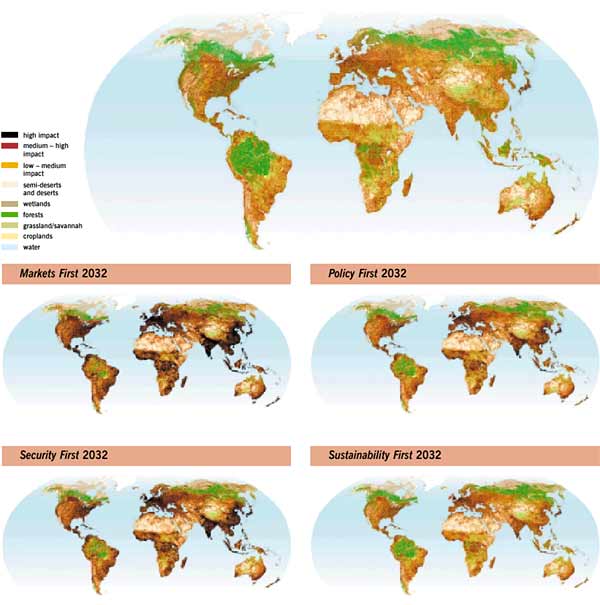 high impact
medium – high
impact
low – medium
impact
semi-deserts
and deserts
wetlands
forests
grassland/savannah
croplands
water
Markets First 2032
Policy First 2032
Security First 2032
Sustainability First 2032